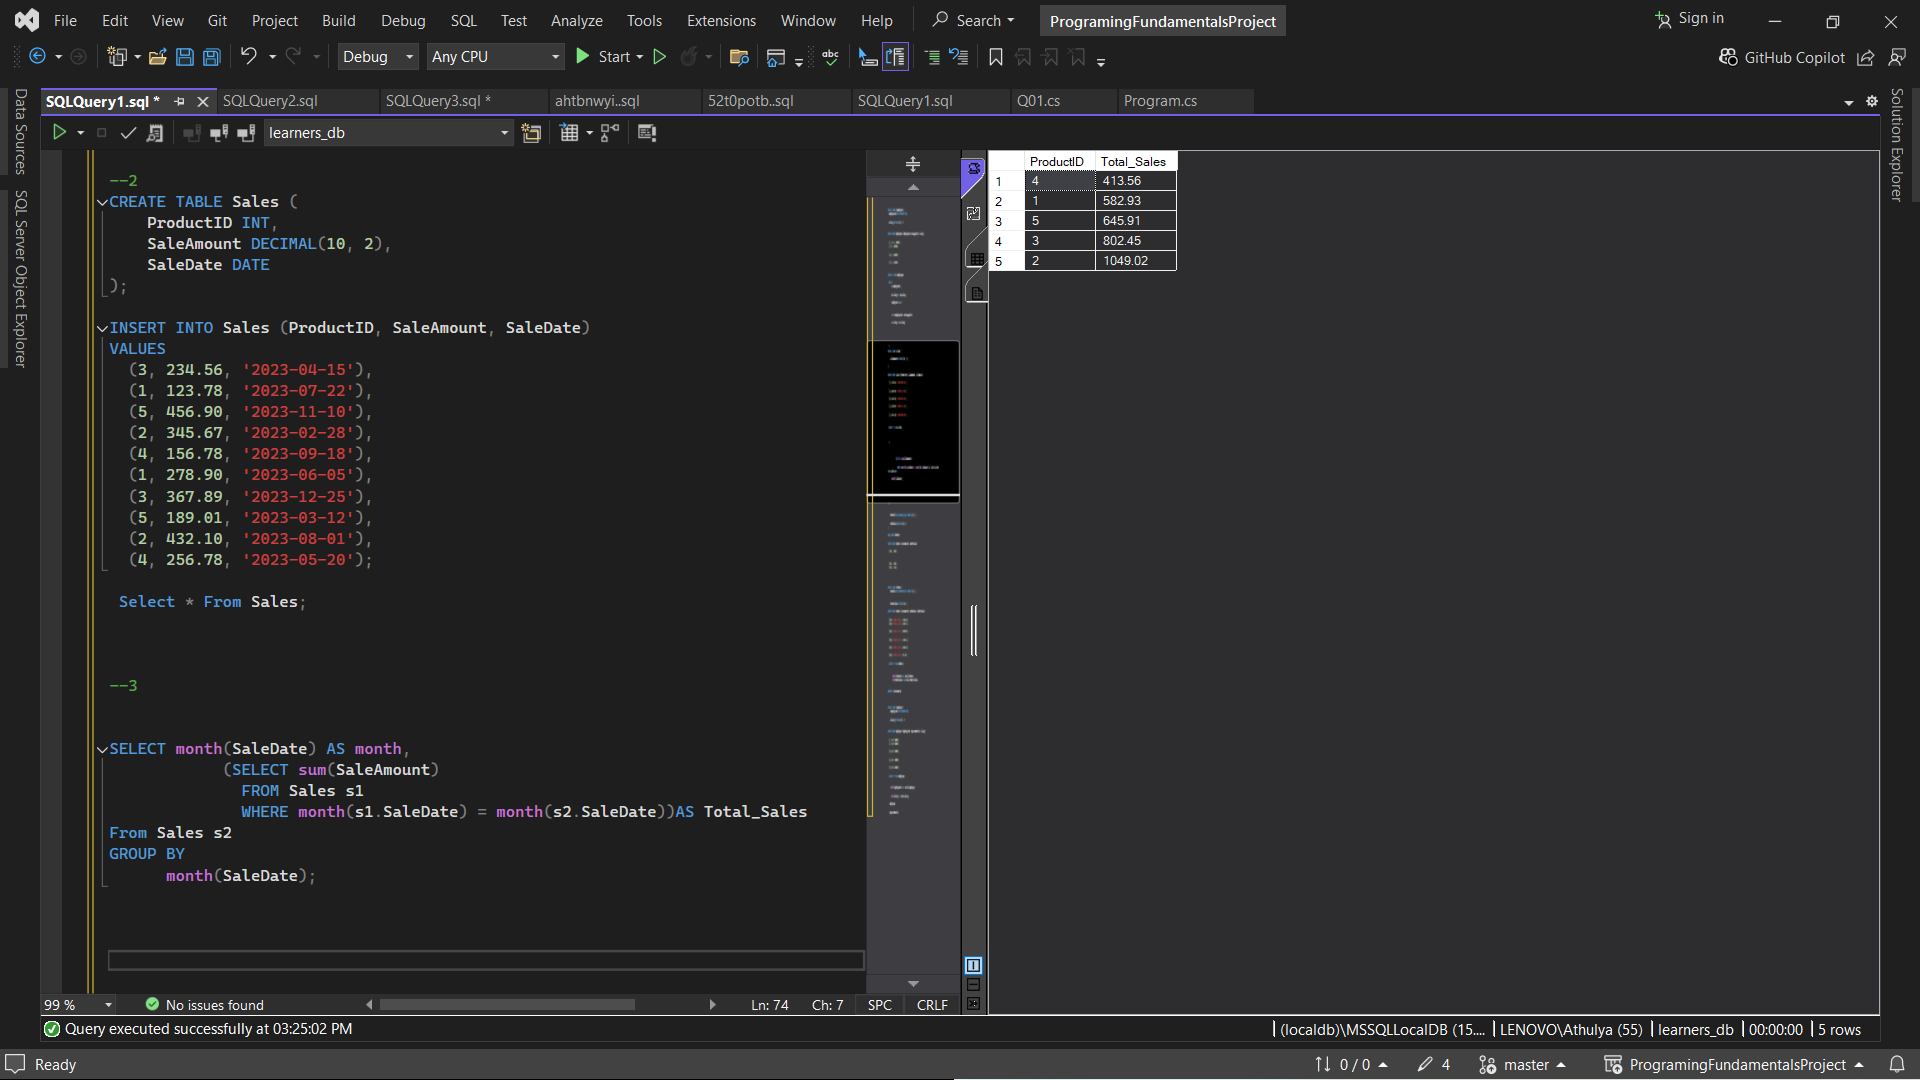 File Edit View Git Project Build Debug SQL Test Analyze Tools Extensions Window Help Search ProgramingFundamentalsProject Sign in
Debug Any CPU Start GitHub Copilot
SQLQuery1.sql * SQLQuery2.sql SQLQuery3.sql * ahtbnwyi..sql 52t0potb..sql SQLQuery1.sql Q01.cs Program.cs
learners_db
Data Sources
SQL Server Object Explorer
Solution Explorer
--2
CREATE TABLE Sales (
ProductID INT,
SaleAmount DECIMAL(10, 2),
SaleDate DATE
);
INSERT INTO Sales (ProductID, SaleAmount, SaleDate)
VALUES
(3, 234.56, '2023-04-15'),
(1, 123.78, '2023-07-22'),
(5, 456.90, '2023-11-10'),
(2, 345.67, '2023-02-28'),
(4, 156.78, '2023-09-18'),
(1, 278.90, '2023-06-05'),
(3, 367.89, '2023-12-25'),
(5, 189.01, '2023-03-12'),
(2, 432.10, '2023-08-01'),
(4, 256.78, '2023-05-20');
Select * From Sales;
--3
SELECT month(SaleDate) AS month,
(SELECT sum(SaleAmount)
FROM Sales s1
WHERE month(s1.SaleDate) = month(s2.SaleDate))AS Total_Sales
From Sales s2
GROUP BY
month(SaleDate);
ProductID Total_Sales
1 4 413.56
2 1 582.93
3 5 645.91
4 3 802.45
5 2 1049.02
99 % No issues found Ln: 74 Ch: 7 SPC CRLF
Query executed successfully at 03:25:02 PM (localdb)\MSSQLLocalDB (15.... LENOVO\Athulya (55) learners_db 00:00:00 5 rows
Ready 0 / 0 4 master ProgramingFundamentalsProject